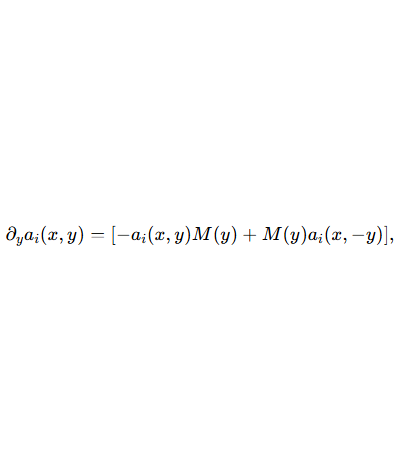 ∂_y a_i(x, y) = [−a_i(x, y)M(y) + M(y)a_i(x, −y)],